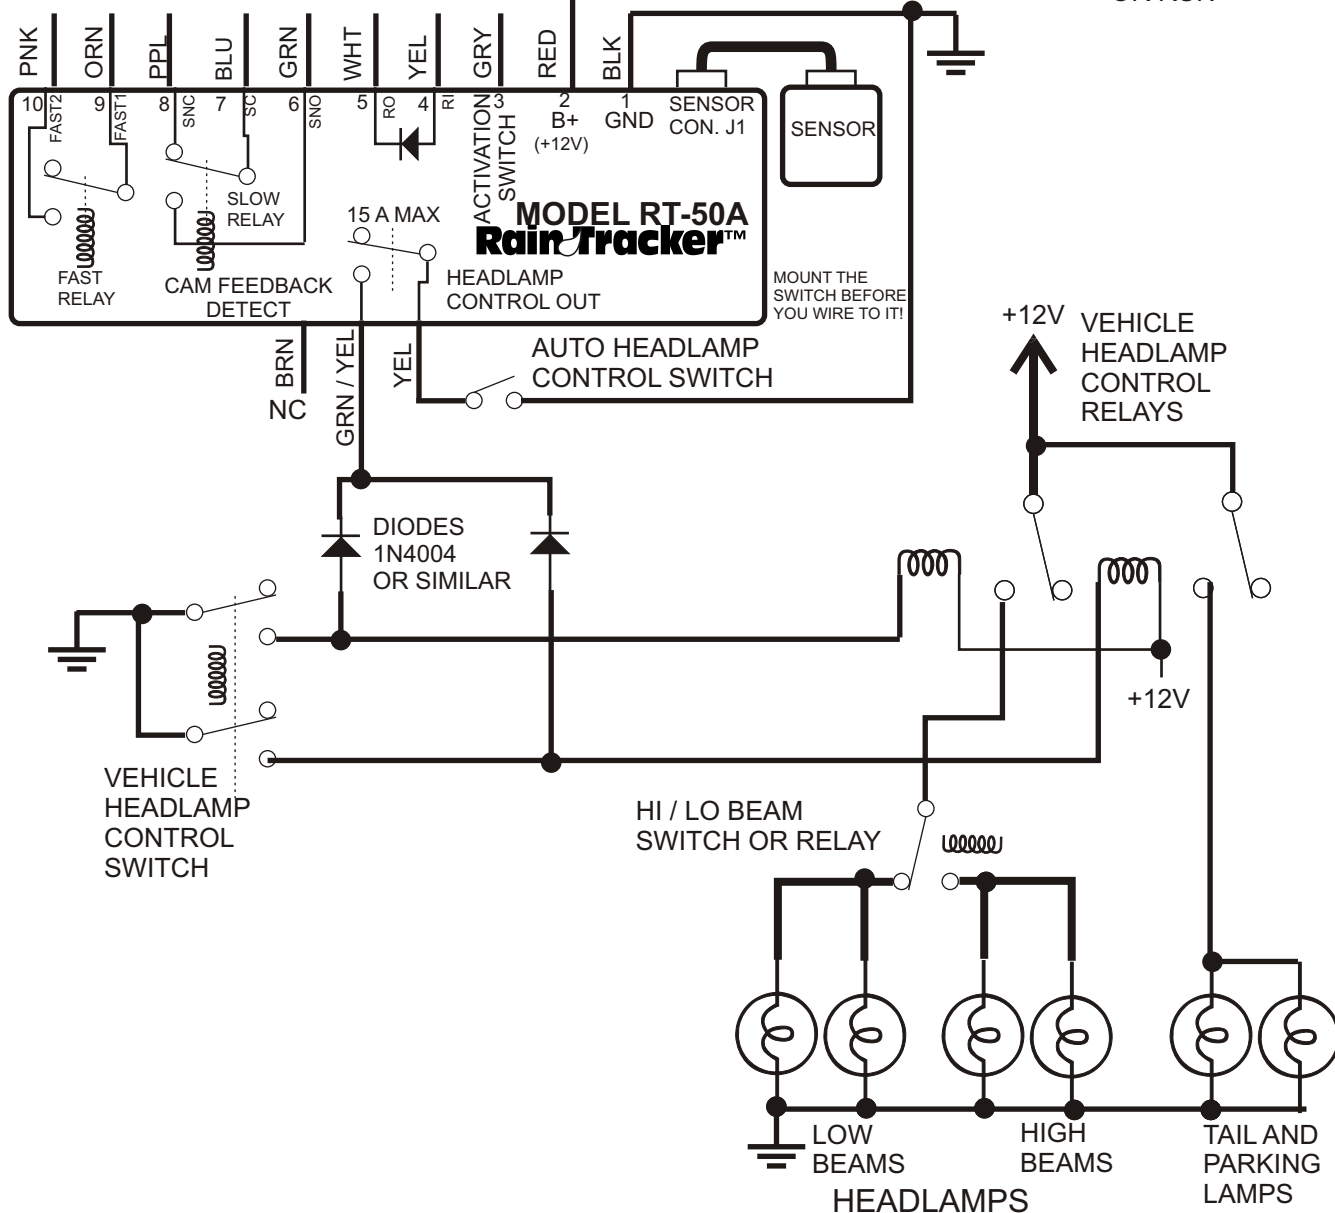 PNK
ORN
PPL
BLU
GRN
WHT
YEL
GRY
RED
BLK
10
FAST2
9
FAST1
8
SNC
7
SC
6
SNO
5
RO
4
RI
3
ACTIVATION
SWITCH
2
B+
(+12V)
1
GND
SENSOR
CON. J1
SENSOR
SLOW
RELAY
FAST
RELAY
CAM FEEDBACK
DETECT
15 A MAX
MODEL RT-50A
RainTracker™
HEADLAMP
CONTROL OUT
MOUNT THE
SWITCH BEFORE
YOU WIRE TO IT!
BRN
NC
GRN / YEL
YEL
AUTO HEADLAMP
CONTROL SWITCH
+12V
VEHICLE
HEADLAMP
CONTROL
RELAYS
DIODES
1N4004
OR SIMILAR
+12V
VEHICLE
HEADLAMP
CONTROL
SWITCH
HI / LO BEAM
SWITCH OR RELAY
LOW
BEAMS
HIGH
BEAMS
TAIL AND
PARKING
LAMPS
HEADLAMPS